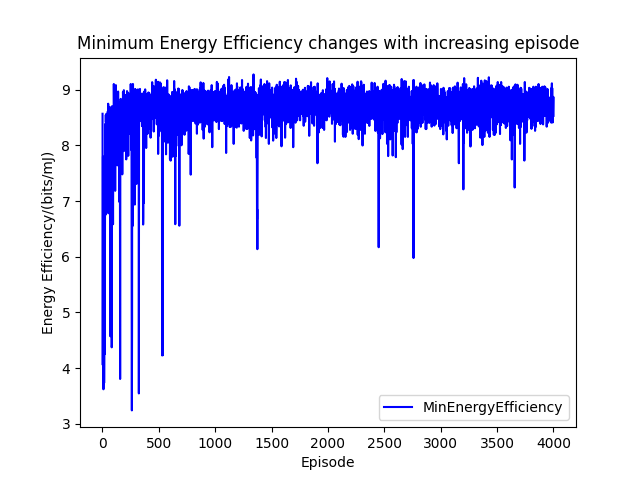 Minimum Energy Efficiency changes with increasing episode
Energy Efficiency/(bits/mJ)
9
8
7
6
5
4
3
0 500 1000 1500 2000 2500 3000 3500 4000
Episode
MinEnergyEfficiency